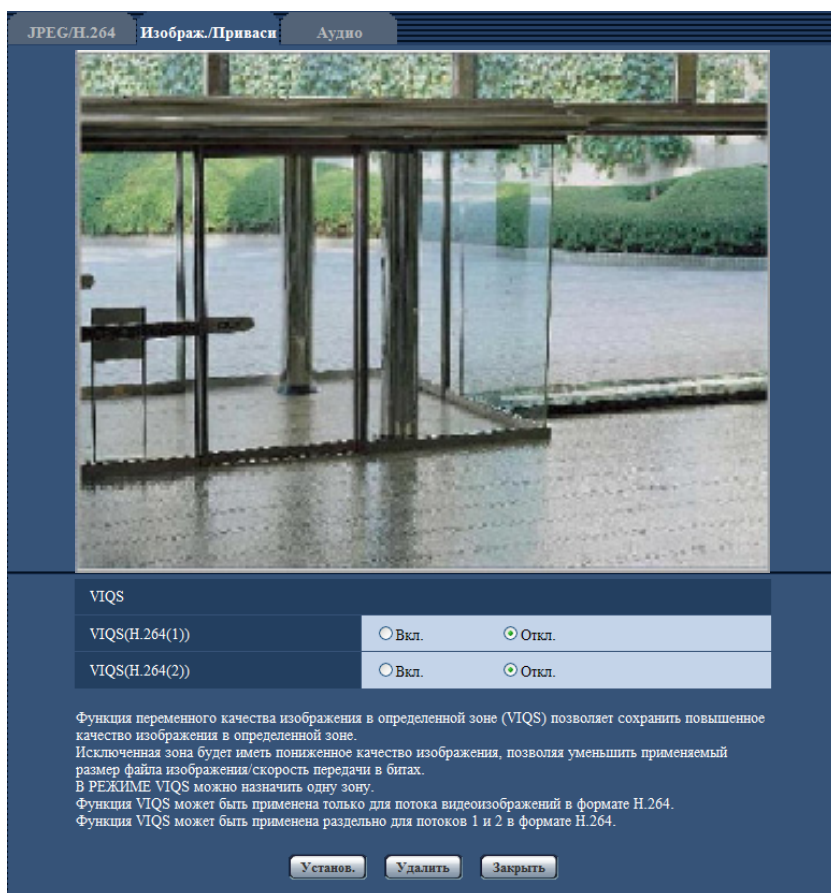 JPEG/H.264 Изображ./Приваси Аудио
VIQS
VIQS(H.264(1)) Вкл. Откл.
VIQS(H.264(2)) Вкл. Откл.
Функция переменного качества изображения в определенной зоне (VIQS) позволяет сохранить повышенное
качество изображения в определенной зоне.
Исключенная зона будет иметь пониженное качество изображения, позволяя уменьшить применяемый
размер файла изображения/скорость передачи в битах.
В РЕЖИМЕ VIQS можно назначить одну зону.
Функция VIQS может быть применена только для потока видеоизображений в формате H.264.
Функция VIQS может быть применена раздельно для потоков 1 и 2 в формате H.264.
Установ. Удалить Закрыть